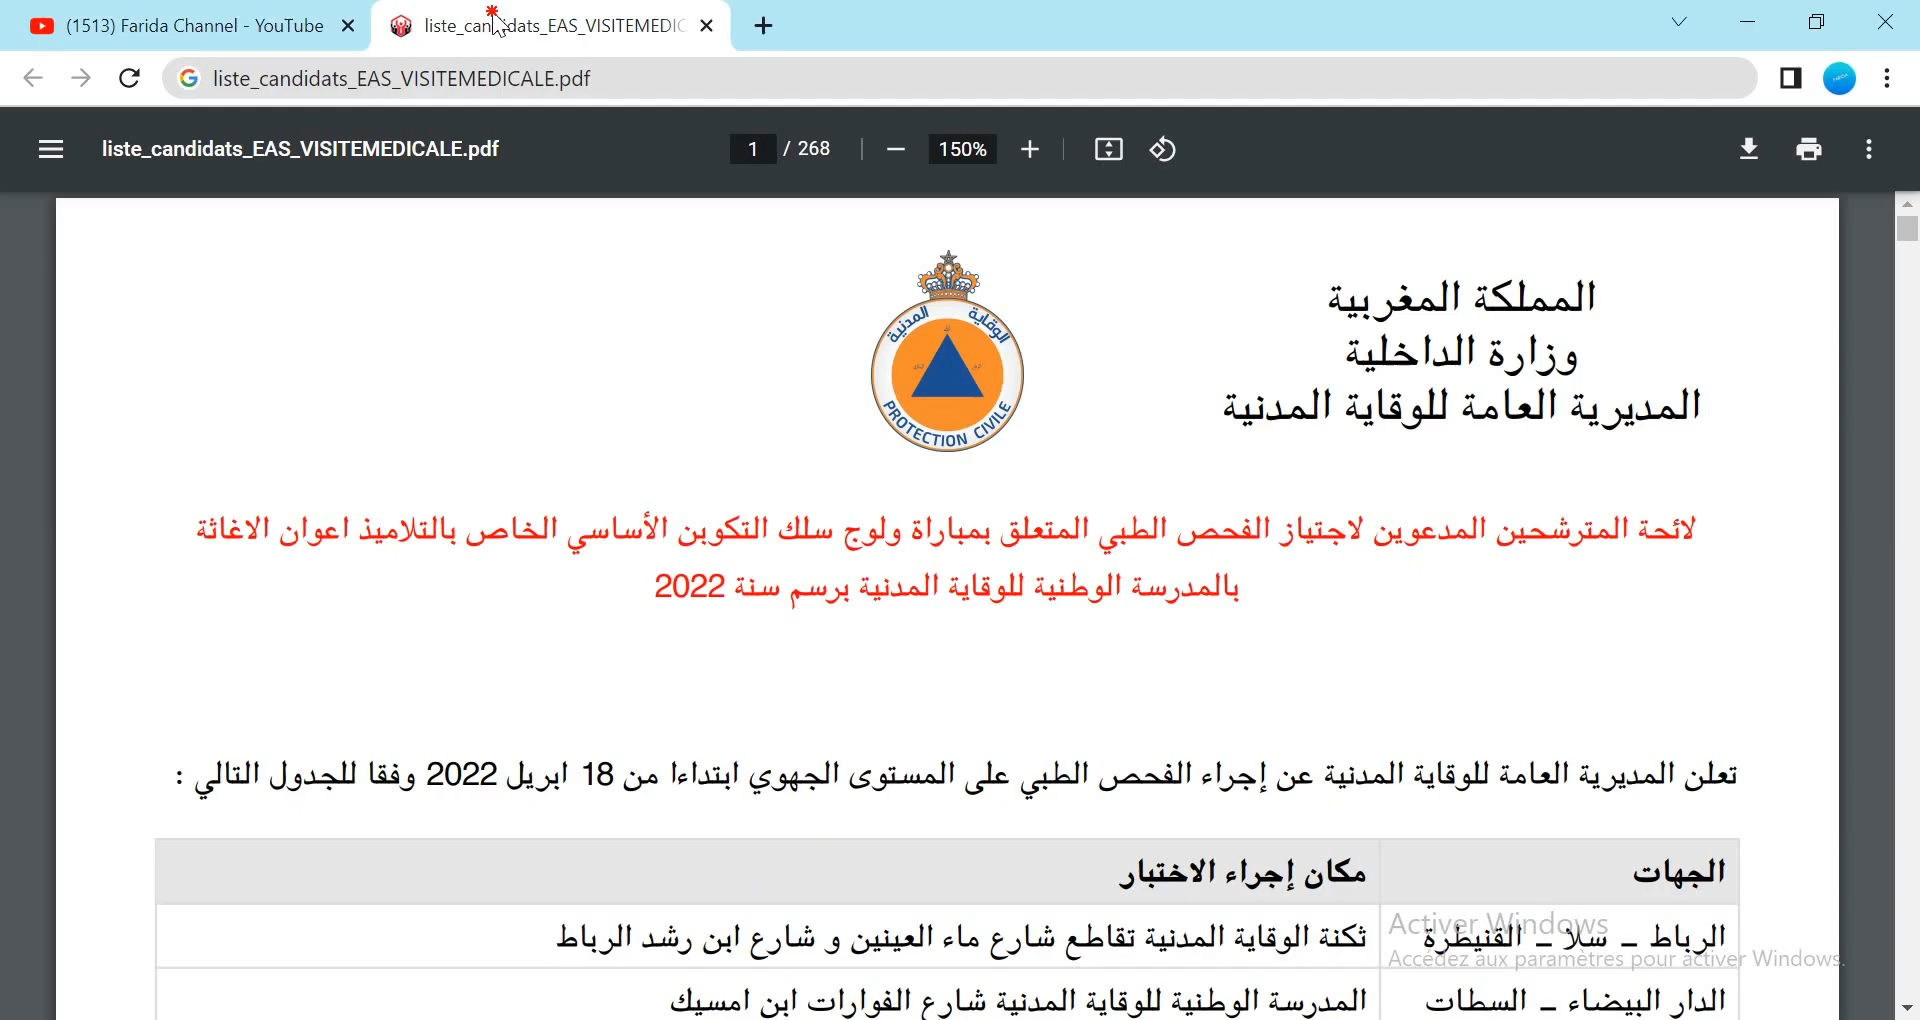 (1513) Farida Channel - YouTube
liste_candidats_EAS_VISITEMEDIC
liste_candidats_EAS_VISITEMEDICALE.pdf
liste_candidats_EAS_VISITEMEDICALE.pdf
1 / 268
150%
الوقاية المدنية
PROTECTION CIVILE
المملكة المغربية
وزارة الداخلية
المديرية العامة للوقاية المدنية
لائحة المترشحين المدعوين لاجتياز الفحص الطبي المتعلق بمباراة ولوج سلك التكوين الأساسي الخاص بالتلاميذ اعوان الاغاثة
بالمدرسة الوطنية للوقاية المدنية برسم سنة 2022
تعلن المديرية العامة للوقاية المدنية عن إجراء الفحص الطبي على المستوى الجهوي ابتداءا من 18 ابريل 2022 وفقا للجدول التالي :
الجهات مكان إجراء الاختبار
الرباط – سلا – القنيطرة ثكنة الوقاية المدنية تقاطع شارع ماء العينين و شارع ابن رشد الرباط
الدار البيضاء – السطات المدرسة الوطنية للوقاية المدنية شارع الفوارات ابن امسيك
Activer Windows
Accédez aux paramètres pour activer Windows.